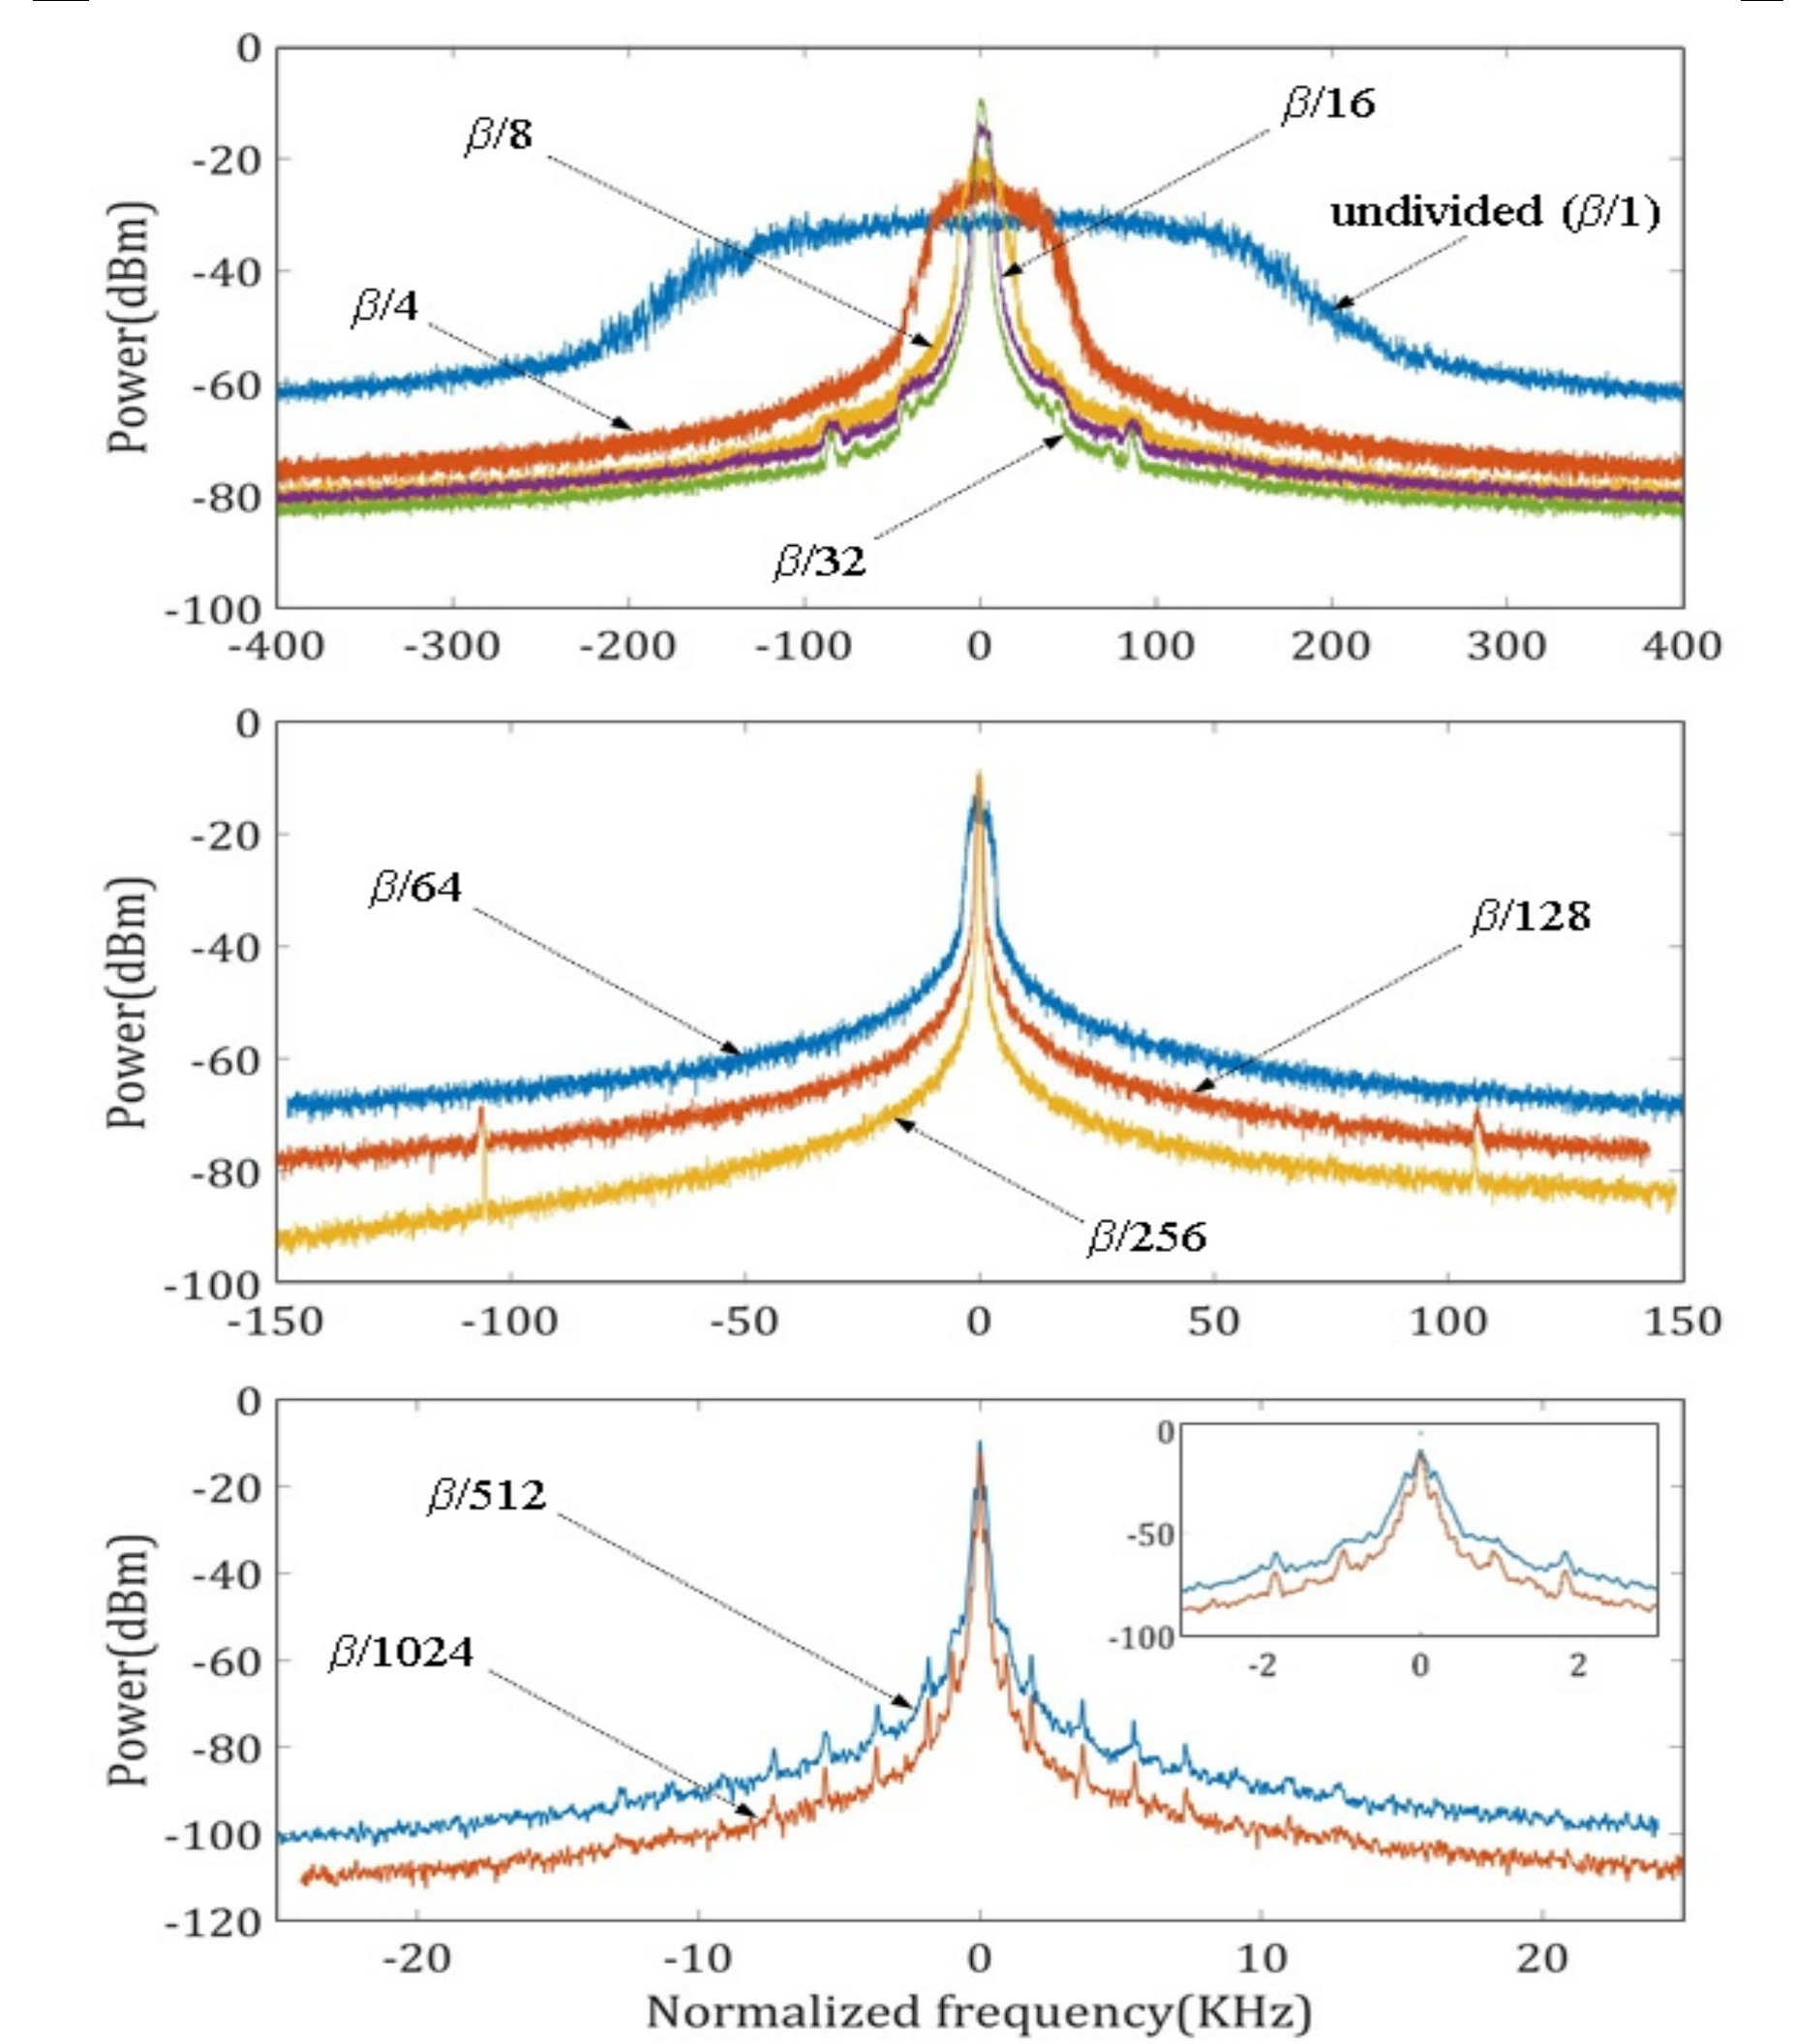 0
-20
-40
-60
-80
-100
Power(dBm)
β/8
β/16
undivided (β/1)
β/4
β/32
-400 -300 -200 -100 0 100 200 300 400
0
-20
-40
-60
-80
-100
Power(dBm)
β/64
β/128
β/256
-150 -100 -50 0 50 100 150
0
-20
-40
-60
-80
-100
-120
Power(dBm)
β/512
β/1024
0
-50
-100
-2 0 2
-20 -10 0 10 20
Normalized frequency(KHz)